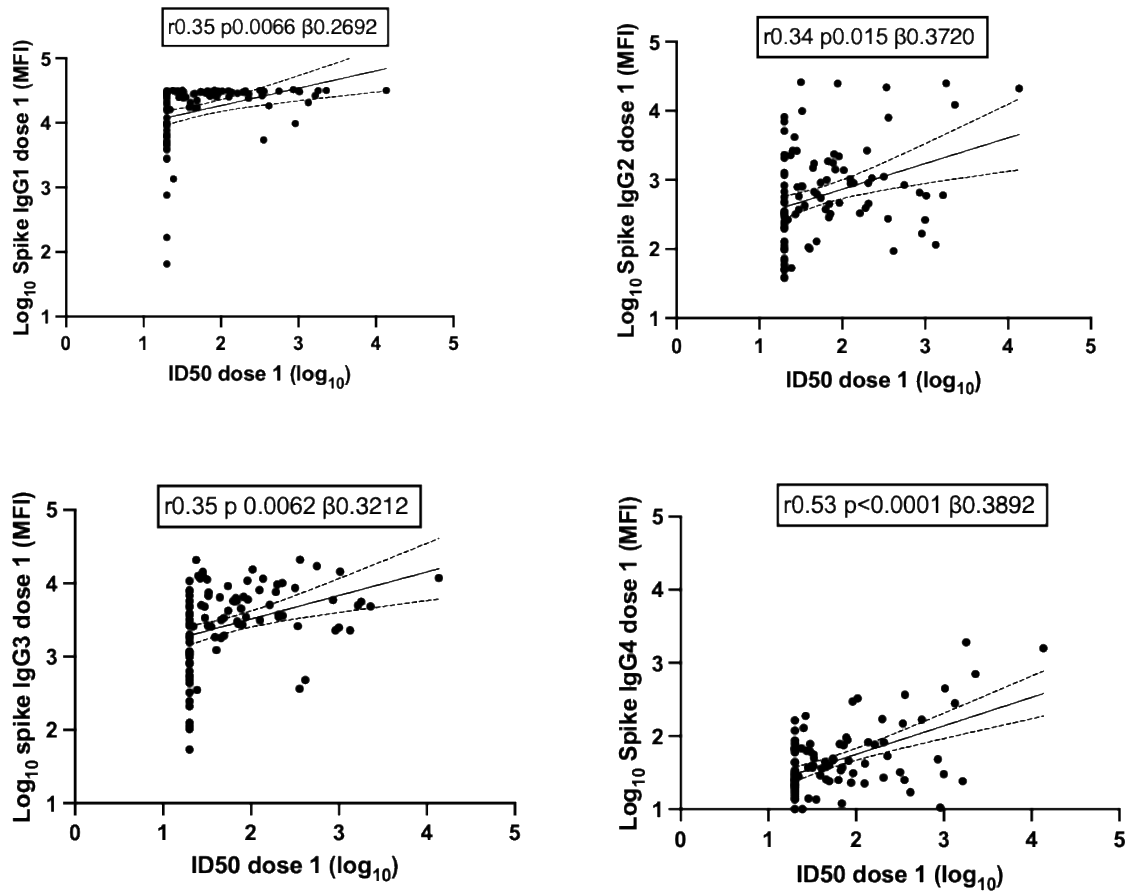 r0.35 p0.0066 β0.2692
Log10 Spike IgG1 dose 1 (MFI)
5
4
3
2
1
0 1 2 3 4 5
ID50 dose 1 (log10)
r0.34 p0.015 β0.3720
Log10 Spike IgG2 dose 1 (MFI)
5
4
3
2
1
0 1 2 3 4 5
ID50 dose 1 (log10)
r0.35 p 0.0062 β0.3212
Log10 spike IgG3 dose 1 (MFI)
5
4
3
2
1
0 1 2 3 4 5
ID50 dose 1 (log10)
r0.53 p<0.0001 β0.3892
Log10 Spike IgG4 dose 1 (MFI)
5
4
3
2
1
0 1 2 3 4 5
ID50 dose 1 (log10)